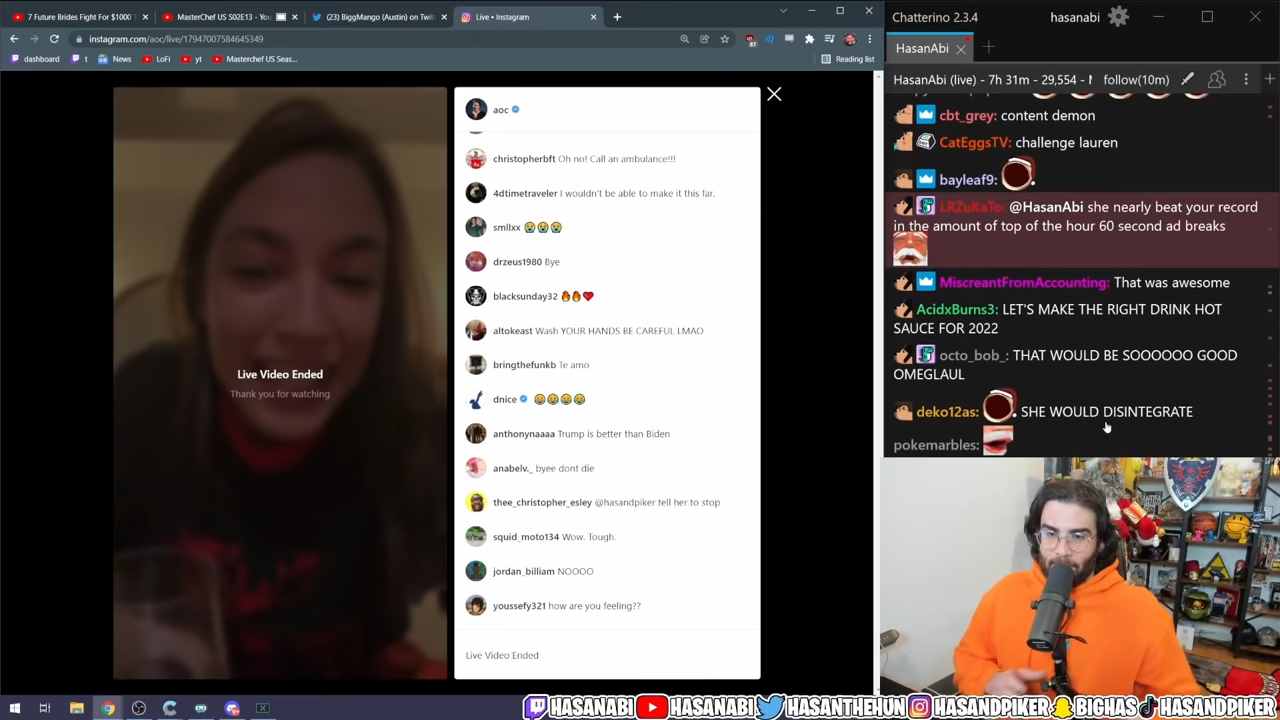 7 Future Brides Fight For $1000
MasterChef US S02E13 - You
(23) BiggMango (Austin) on Twit
Live • Instagram
instagram.com/aoc/live/17947007584645349
87
dashboard
t
News
LoFi
yt
Masterchef US Seas...
Reading list
Live Video Ended
Thank you for watching
aoc
christopherbft Oh no! Call an ambulance!!!
4dtimetraveler I wouldn't be able to make it this far.
smllxx 😭😭😭
drzeus1980 Bye
blacksunday32 🔥🔥❤️
altokeast Wash YOUR HANDS BE CAREFUL LMAO
bringthefunkb Te amo
dnice 😂😂😂😂
anthonynaaaa Trump is better than Biden
anabelv._ byee dont die
thee_christopher_esley @hasandpiker tell her to stop
squid_moto134 Wow. Tough.
jordan_billiam NOOOO
youssefy321 how are you feeling??
Live Video Ended
Chatterino 2.3.4
hasanabi
HasanAbi
HasanAbi (live) - 7h 31m - 29,554 -
follow(10m)
cbt_grey: content demon
CatEggsTV: challenge lauren
bayleaf9:
LRZuKaTo: @HasanAbi she nearly beat your record
in the amount of top of the hour 60 second ad breaks
MiscreantFromAccounting: That was awesome
AcidxBurns3: LET'S MAKE THE RIGHT DRINK HOT
SAUCE FOR 2022
octo_bob_: THAT WOULD BE SOOOOOO GOOD
OMEGLAUL
deko12as: SHE WOULD DISINTEGRATE
pokemarbles:
HASANABI
HASANABI
HASANTHEHUN
HASANDPIKER
BIGHAS
HASANDPIKER